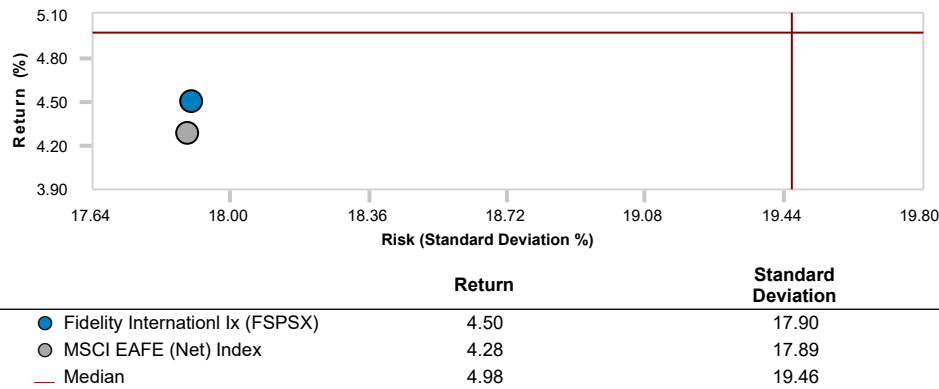 5.10
4.80
4.50
4.20
3.90
Return (%)
17.64 18.00 18.36 18.72 19.08 19.44 19.80
Risk (Standard Deviation %)
Return Standard Deviation
Fidelity Internationl Ix (FSPSX) 4.50 17.90
MSCI EAFE (Net) Index 4.28 17.89
Median 4.98 19.46